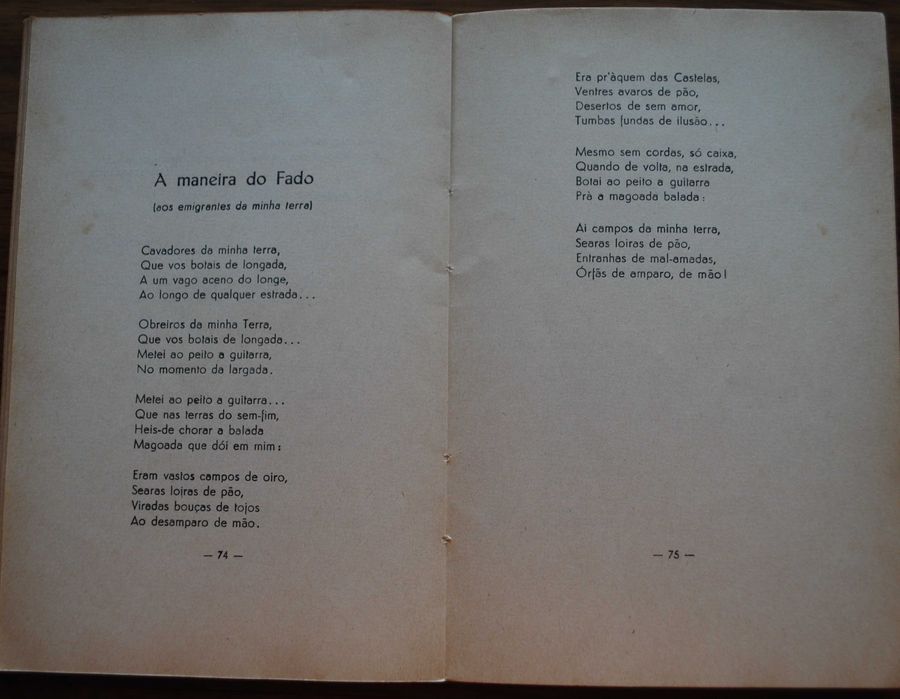 A maneira do Fado
(aos emigrantes da minha terra)
Cavadores da minha terra,
Que vos botais de longada,
A um vago aceno do longe,
Ao longo de qualquer estrada...
Obreiros da minha Terra,
Que vos botais de longada...
Metei ao peito a guitarra,
No momento da largada.
Metei ao peito a guitarra...
Que nas terras do sem-fim,
Heis-de chorar a balada
Magoada que dói em mim:
Eram vastos campos de oiro,
Searas loiras de pão,
Viradas bouças de tojos
Ao desamparo de mão.
— 74 —
Era pr'àquem das Castelas,
Ventres avaros de pão,
Desertos de sem amor,
Tumbas fundas de ilusão...
Mesmo sem cordas, só caixa,
Quando de volta, na estrada,
Botai ao peito a guitarra
Prà a magoada balada:
Ai campos da minha terra,
Searas loiras de pão,
Entranhas de mal-amadas,
Órfãs de amparo, de mão!
— 75 —